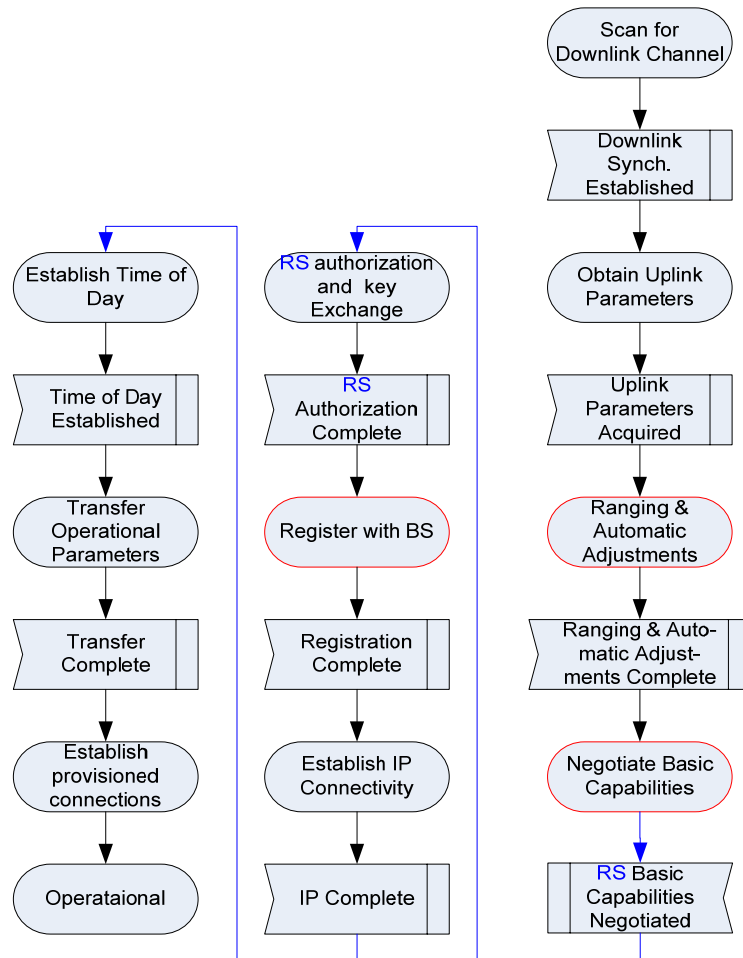 Scan for
Downlink Channel
Downlink
Synch.
Established
Obtain Uplink
Parameters
Uplink
Parameters
Acquired
Ranging &
Automatic
Adjustments
Ranging & Auto-
matic Adjust-
ments Complete
Negotiate Basic
Capabilities
RS Basic
Capabilities
Negotiated
RS authorization
and key
Exchange
RS
Authorization
Complete
Register with BS
Registration
Complete
Establish IP
Connectivity
IP Complete
Establish Time of
Day
Time of Day
Established
Transfer
Operational
Parameters
Transfer
Complete
Establish
provisioned
connections
Operataional